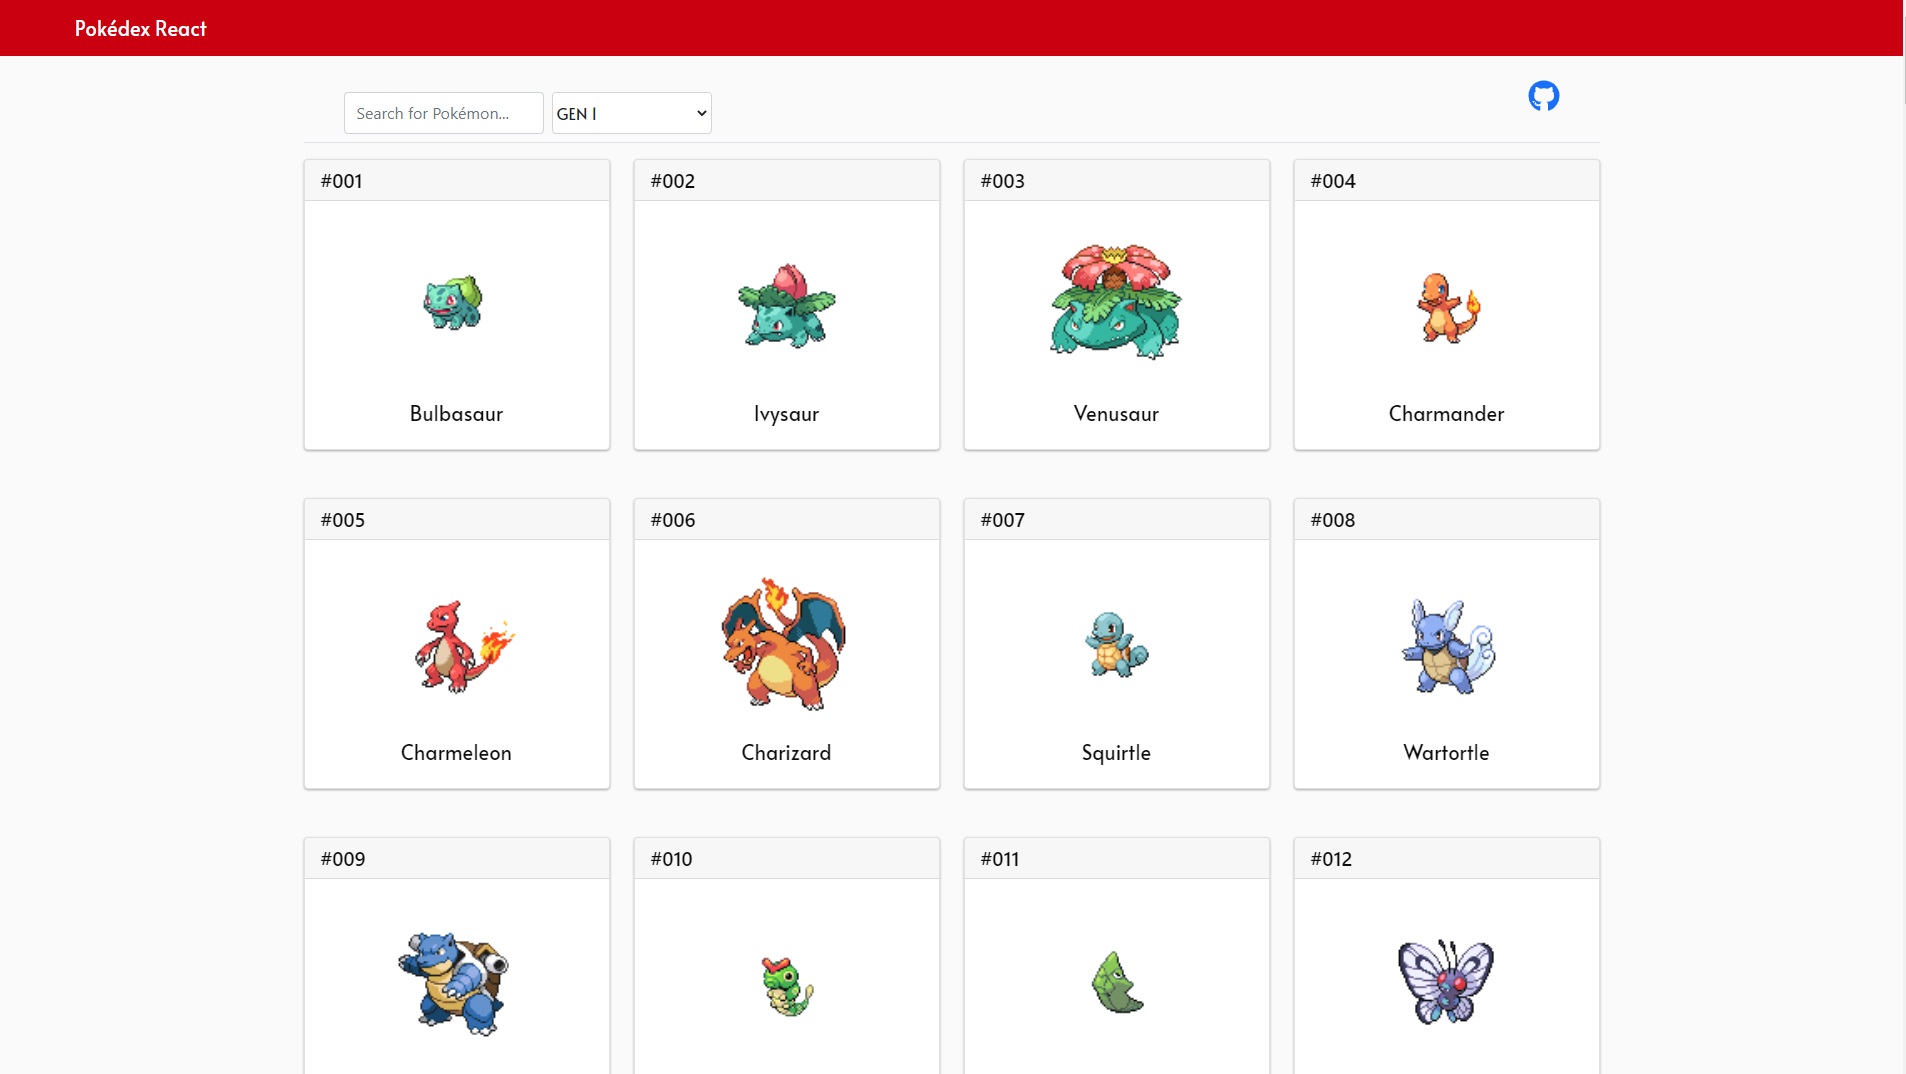 Pokédex React
Search for Pokémon...
GEN I
#001
#002
#003
#004
Bulbasaur
Ivysaur
Venusaur
Charmander
#005
#006
#007
#008
Charmeleon
Charizard
Squirtle
Wartortle
#009
#010
#011
#012